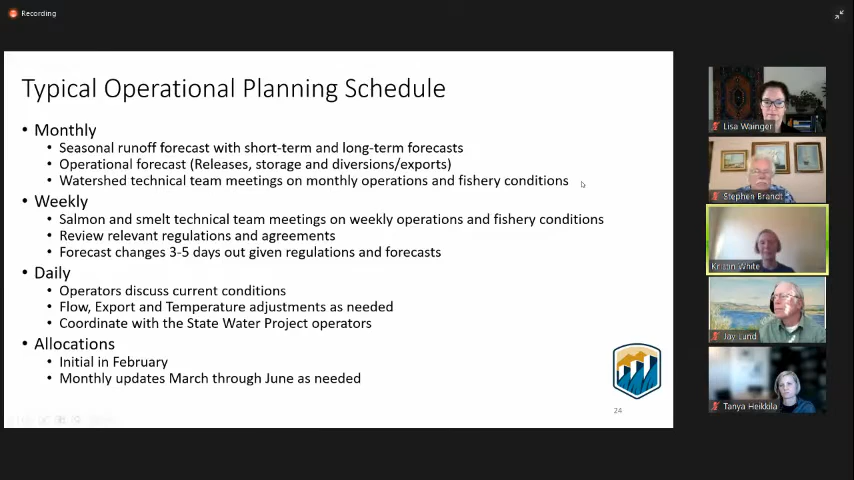 Recording
Typical Operational Planning Schedule
• Monthly
• Seasonal runoff forecast with short-term and long-term forecasts
• Operational forecast (Releases, storage and diversions/exports)
• Watershed technical team meetings on monthly operations and fishery conditions
• Weekly
• Salmon and smelt technical team meetings on weekly operations and fishery conditions
• Review relevant regulations and agreements
• Forecast changes 3-5 days out given regulations and forecasts
• Daily
• Operators discuss current conditions
• Flow, Export and Temperature adjustments as needed
• Coordinate with the State Water Project operators
• Allocations
• Initial in February
• Monthly updates March through June as needed
24
Lisa Wainger
Stephen Brandt
Kristin White
Jay Lund
Tanya Heikkila